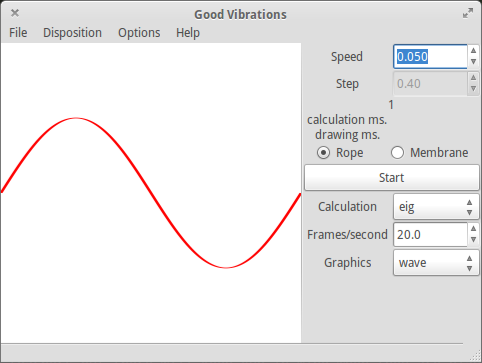 Good Vibrations
File Disposition Options Help
Speed 0.050
Step 0.40
1
calculation ms.
drawing ms.
Rope Membrane
Start
Calculation eig
Frames/second 20.0
Graphics wave